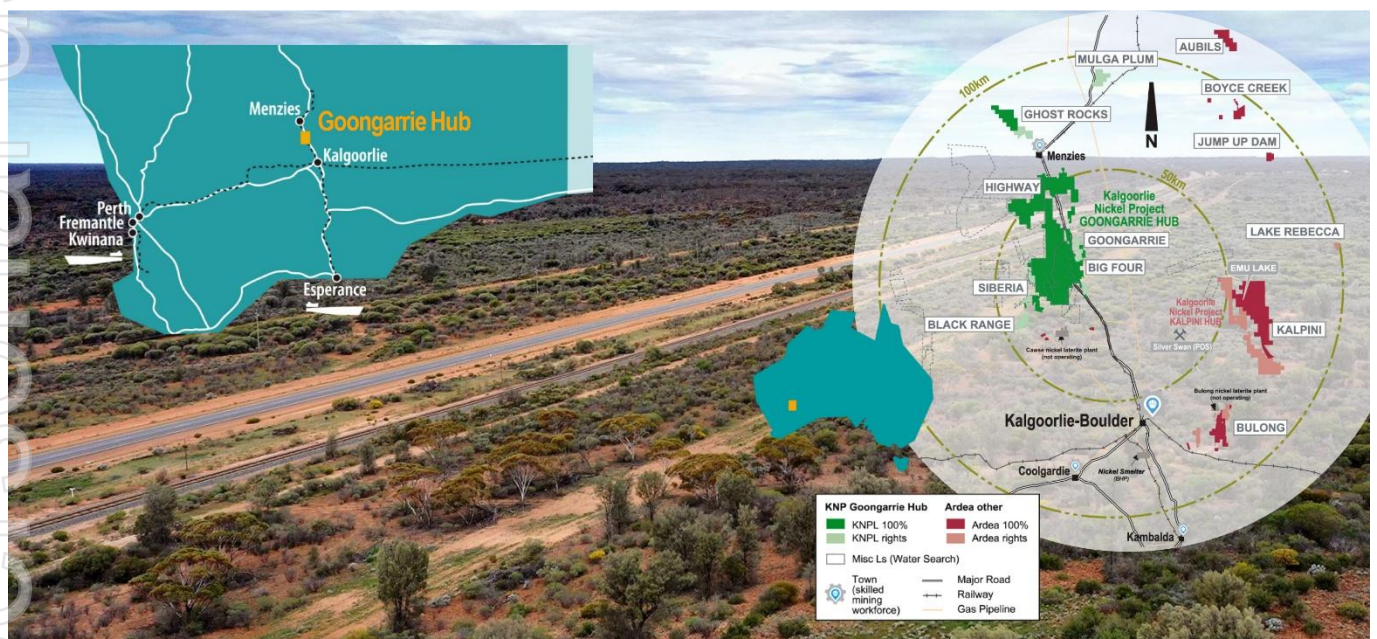 Menzies
Goongarrie Hub
Kalgoorlie
Perth
Fremantle
Kwinana
Esperance
100km
AUBILS
MULGA PLUM
BOYCE CREEK
GHOST ROCKS
N
JUMP UP DAM
Menzies
50km
HIGHWAY
Kalgoorlie
Nickel Project
GOONGARRIE HUB
GOONGARRIE
LAKE REBECCA
BIG FOUR
EMU LAKE
SIBERIA
Kalgoorlie
Nickel Project
KALPINI HUB
KALPINI
BLACK RANGE
Cawse nickel laterite plant
(not operating)
Silver Swan (POS)
Bulong nickel laterite plant
(not operating)
Kalgoorlie-Boulder
BULONG
Coolgardie
Nickel Smelter
(BHP)
Kambalda
KNP Goongarrie Hub
KNPL 100%
KNPL rights
Ardea other
Ardea 100%
Ardea rights
Misc Ls (Water Search)
Town
(skilled
mining
workforce)
Major Road
Railway
Gas Pipeline